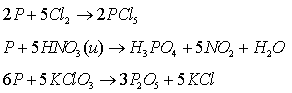 2P + 5Cl₂ → 2PCl₅
P + 5HNO₃(u) → H₃PO₄ + 5NO₂ + H₂O
6P + 5KClO₃ → 3P₂O₅ + 5KCl